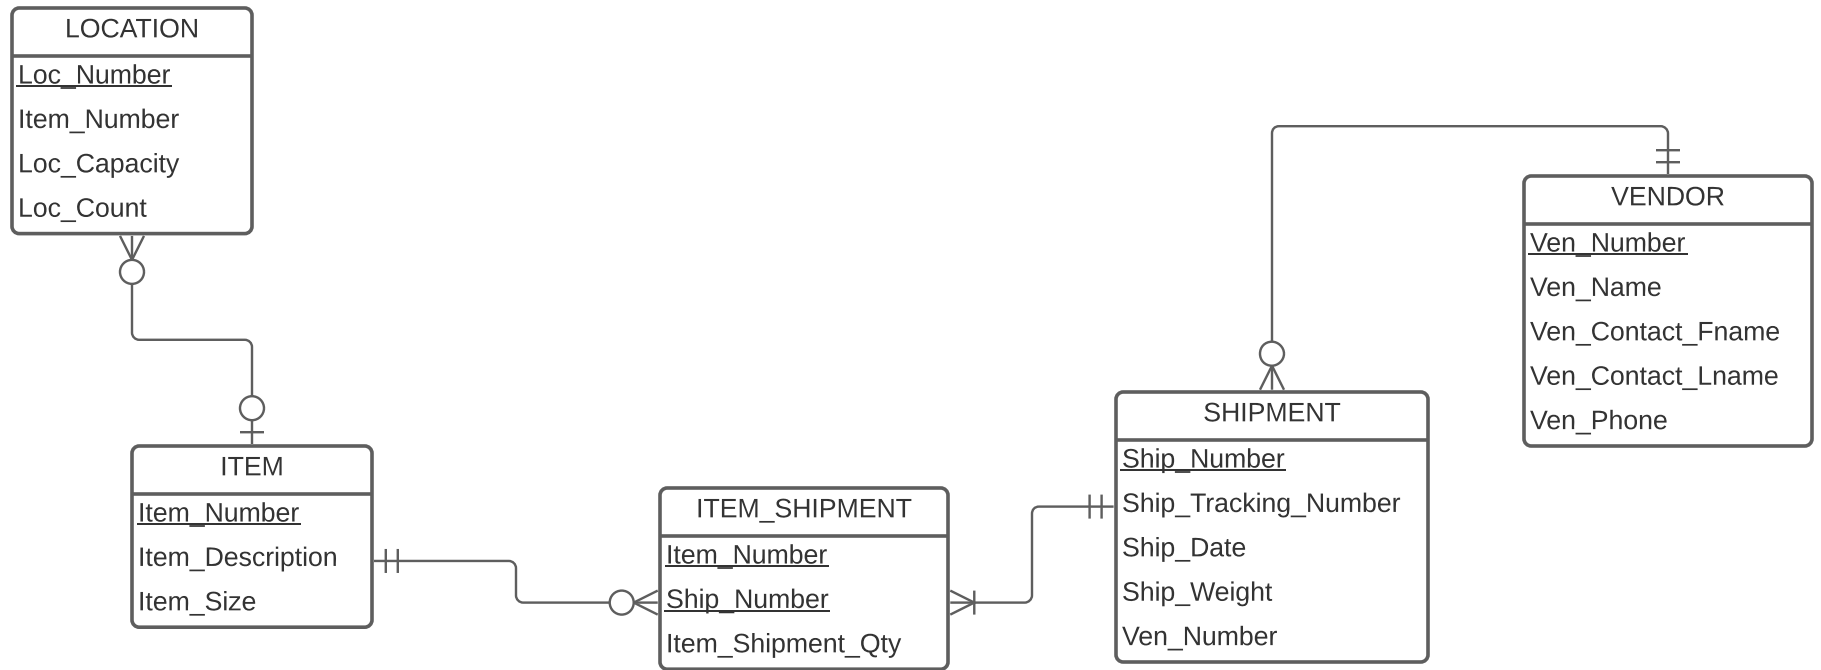 LOCATION
Loc_Number
Item_Number
Loc_Capacity
Loc_Count
ITEM
Item_Number
Item_Description
Item_Size
ITEM_SHIPMENT
Item_Number
Ship_Number
Item_Shipment_Qty
SHIPMENT
Ship_Number
Ship_Tracking_Number
Ship_Date
Ship_Weight
Ven_Number
VENDOR
Ven_Number
Ven_Name
Ven_Contact_Fname
Ven_Contact_Lname
Ven_Phone